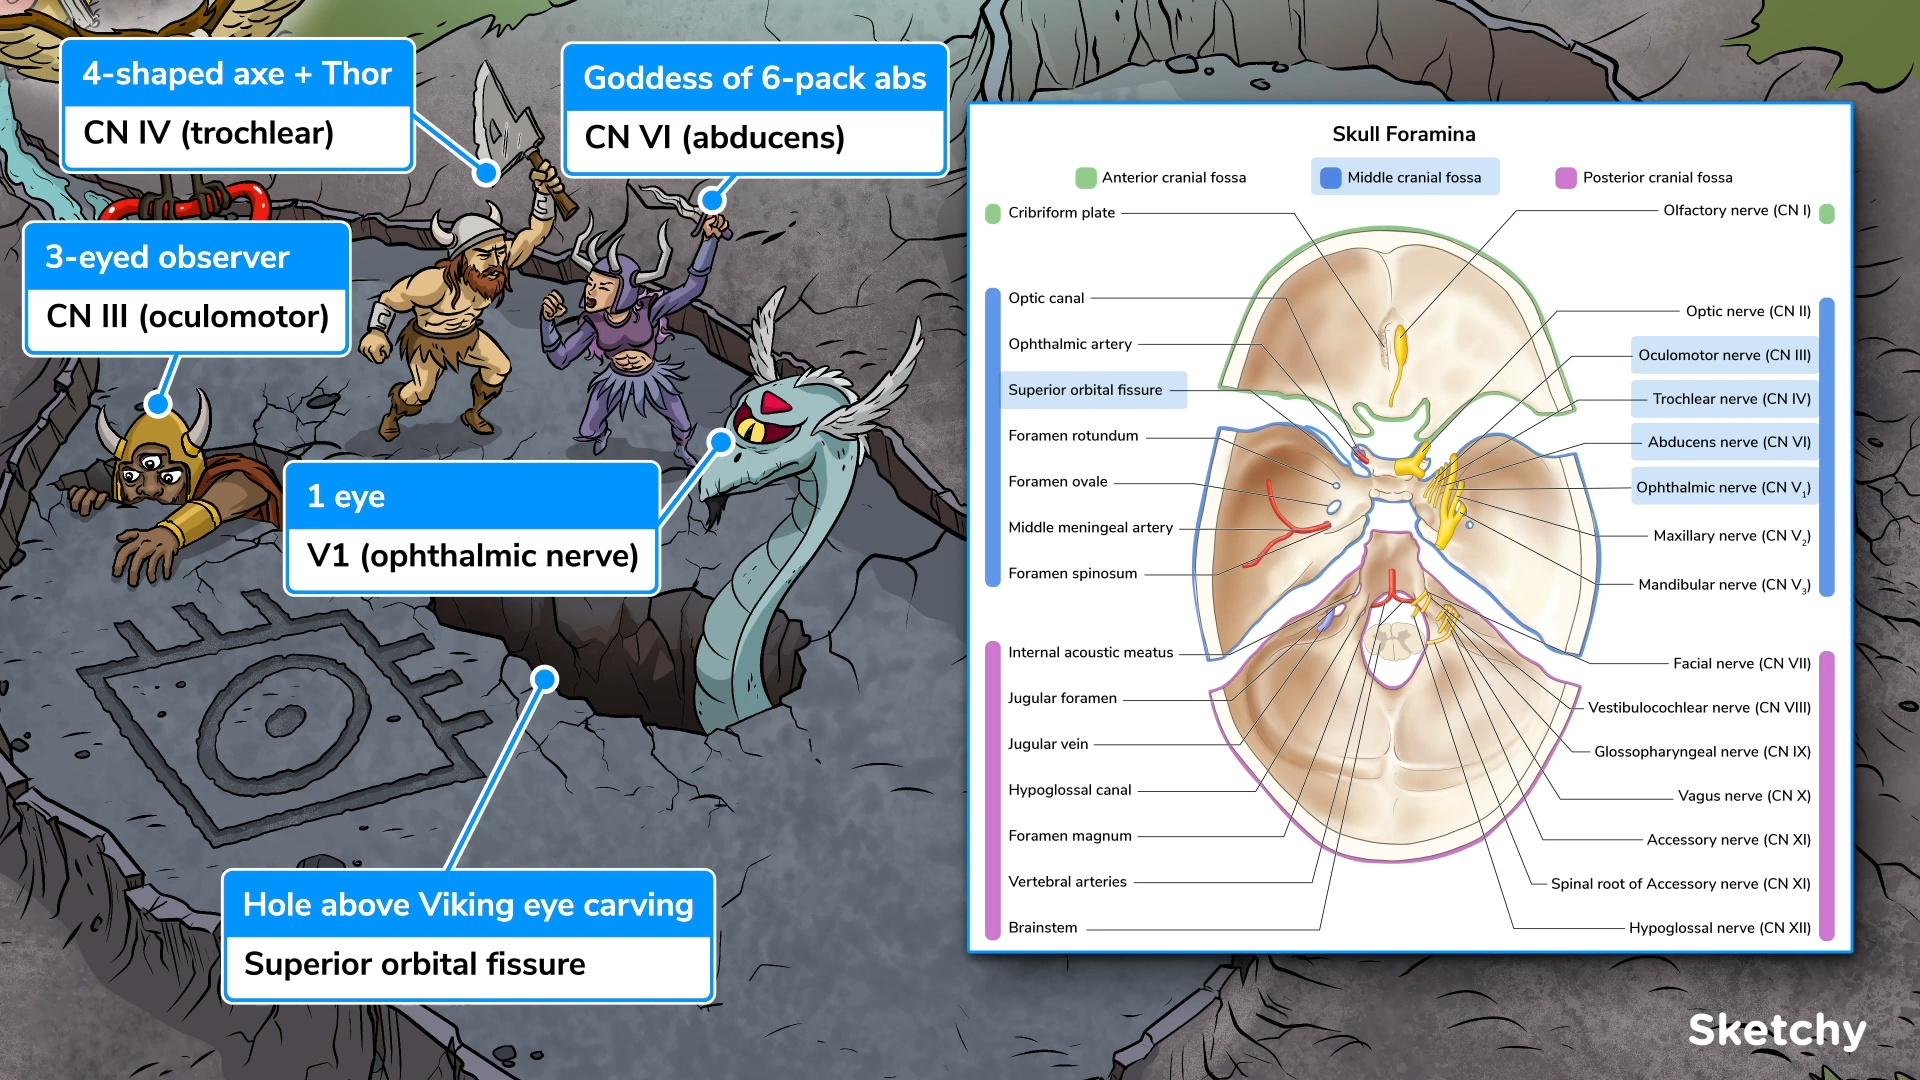 4-shaped axe + Thor
CN IV (trochlear)
Goddess of 6-pack abs
CN VI (abducens)
3-eyed observer
CN III (oculomotor)
1 eye
V1 (ophthalmic nerve)
Hole above Viking eye carving
Superior orbital fissure
Skull Foramina
Anterior cranial fossa
Middle cranial fossa
Posterior cranial fossa
Cribriform plate
Optic canal
Ophthalmic artery
Superior orbital fissure
Foramen rotundum
Foramen ovale
Middle meningeal artery
Foramen spinosum
Internal acoustic meatus
Jugular foramen
Jugular vein
Hypoglossal canal
Foramen magnum
Vertebral arteries
Brainstem
Olfactory nerve (CN I)
Optic nerve (CN II)
Oculomotor nerve (CN III)
Trochlear nerve (CN IV)
Abducens nerve (CN VI)
Ophthalmic nerve (CN V₁)
Maxillary nerve (CN V₂)
Mandibular nerve (CN V₃)
Facial nerve (CN VII)
Vestibulocochlear nerve (CN VIII)
Glossopharyngeal nerve (CN IX)
Vagus nerve (CN X)
Accessory nerve (CN XI)
Spinal root of Accessory nerve (CN XI)
Hypoglossal nerve (CN XII)
Sketchy